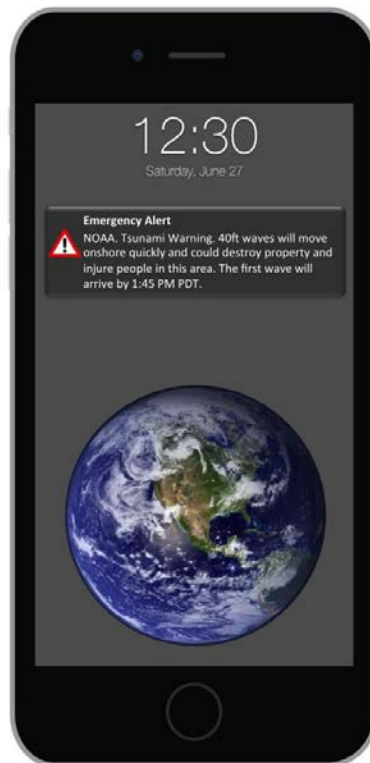 12:30
Saturday, June 27
Emergency Alert
NOAA. Tsunami Warning. 40ft waves will move
onshore quickly and could destroy property and
injure people in this area. The first wave will
arrive by 1:45 PM PDT.